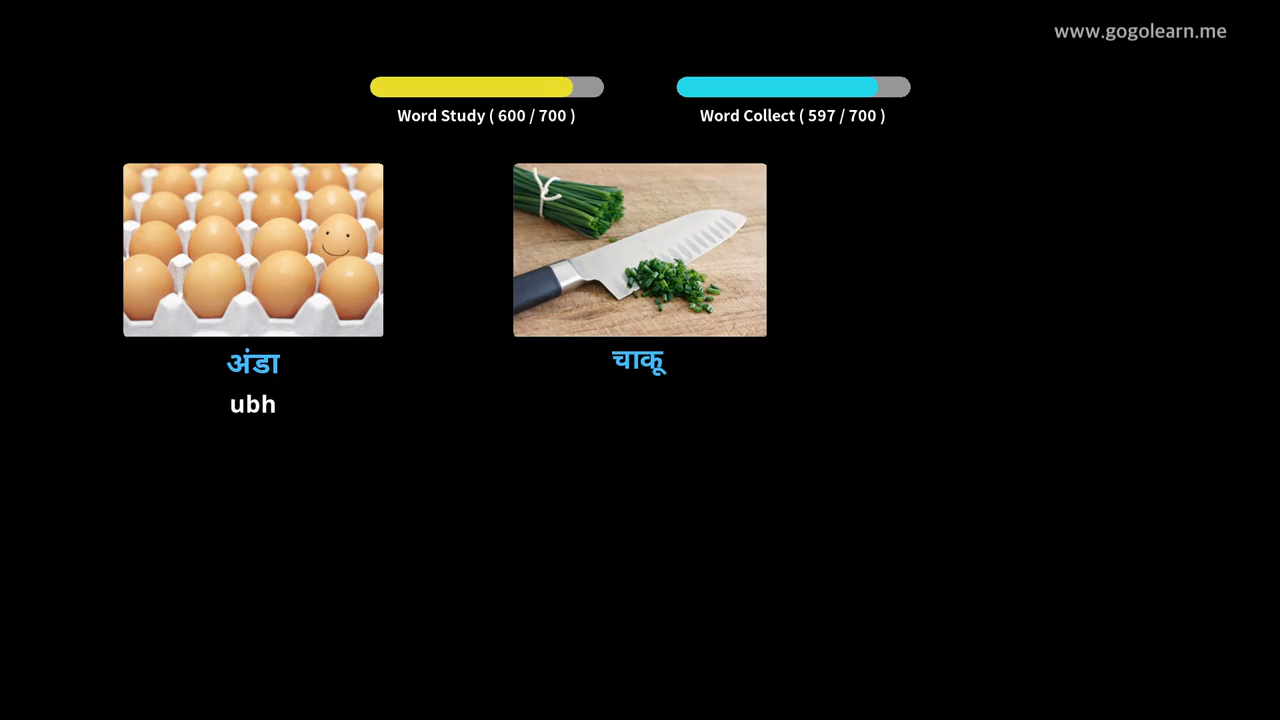 www.gogolearn.me
Word Study ( 600 / 700 )
Word Collect ( 597 / 700 )
अंडा
चाकू
ubh